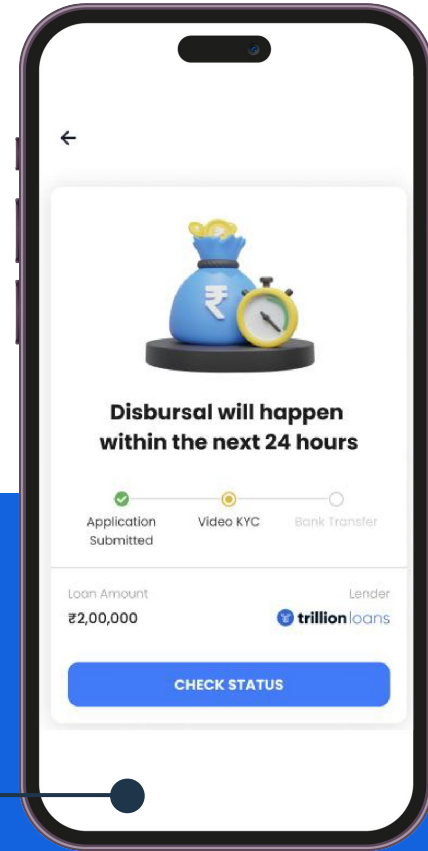 ₹
Disbursal will happen
within the next 24 hours
Application
Submitted
Video KYC
Bank Transfer
Loan Amount
Lender
₹2,00,000
trillionloans
CHECK STATUS